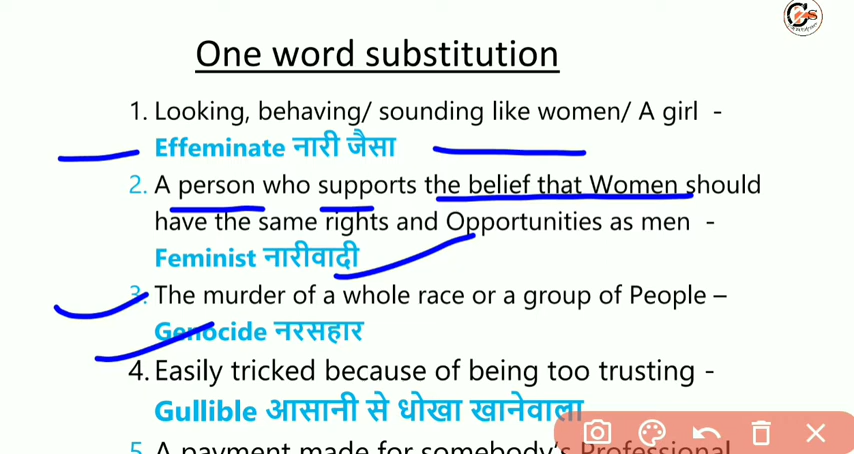 One word substitution
1. Looking, behaving/ sounding like women/ A girl -
Effeminate नारी जैसा
2. A person who supports the belief that Women should
have the same rights and Opportunities as men -
Feminist नारीवादी
3. The murder of a whole race or a group of People –
Genocide नरसहार
4. Easily tricked because of being too trusting -
Gullible आसानी से धोखा खानेवाला
5. A payment made for somebody's Professional